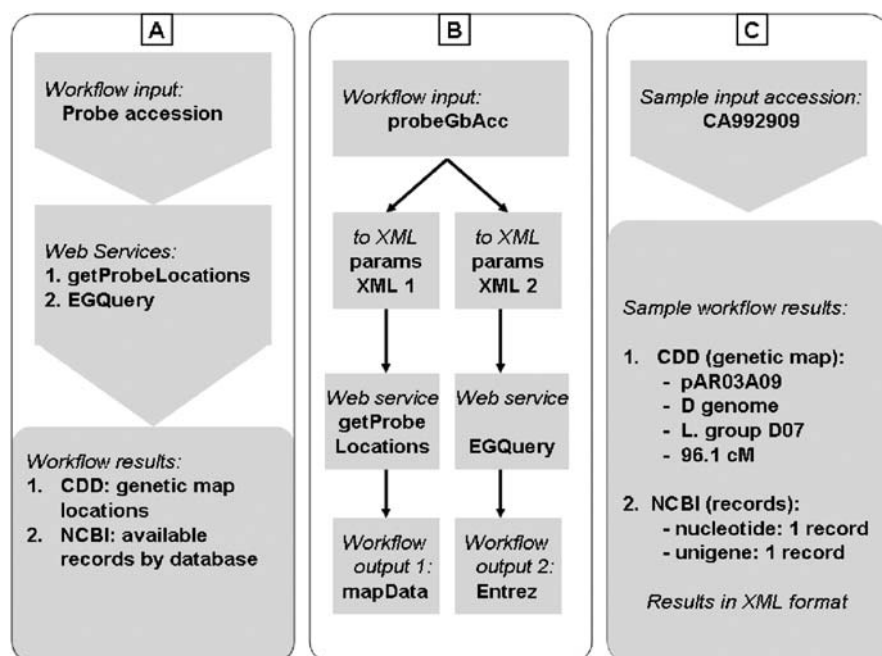 A
Workflow input:
Probe accession
Web Services:
1. getProbeLocations
2. EGQuery
Workflow results:
1. CDD: genetic map
locations
2. NCBI: available
records by database
B
Workflow input:
probeGbAcc
to XML
params
XML 1
to XML
params
XML 2
Web service
getProbe
Locations
Web service
EGQuery
Workflow
output 1:
mapData
Workflow
output 2:
Entrez
C
Sample input accession:
CA992909
Sample workflow results:
1. CDD (genetic map):
- pAR03A09
- D genome
- L. group D07
- 96.1 cM
2. NCBI (records):
- nucleotide: 1 record
- unigene: 1 record
Results in XML format